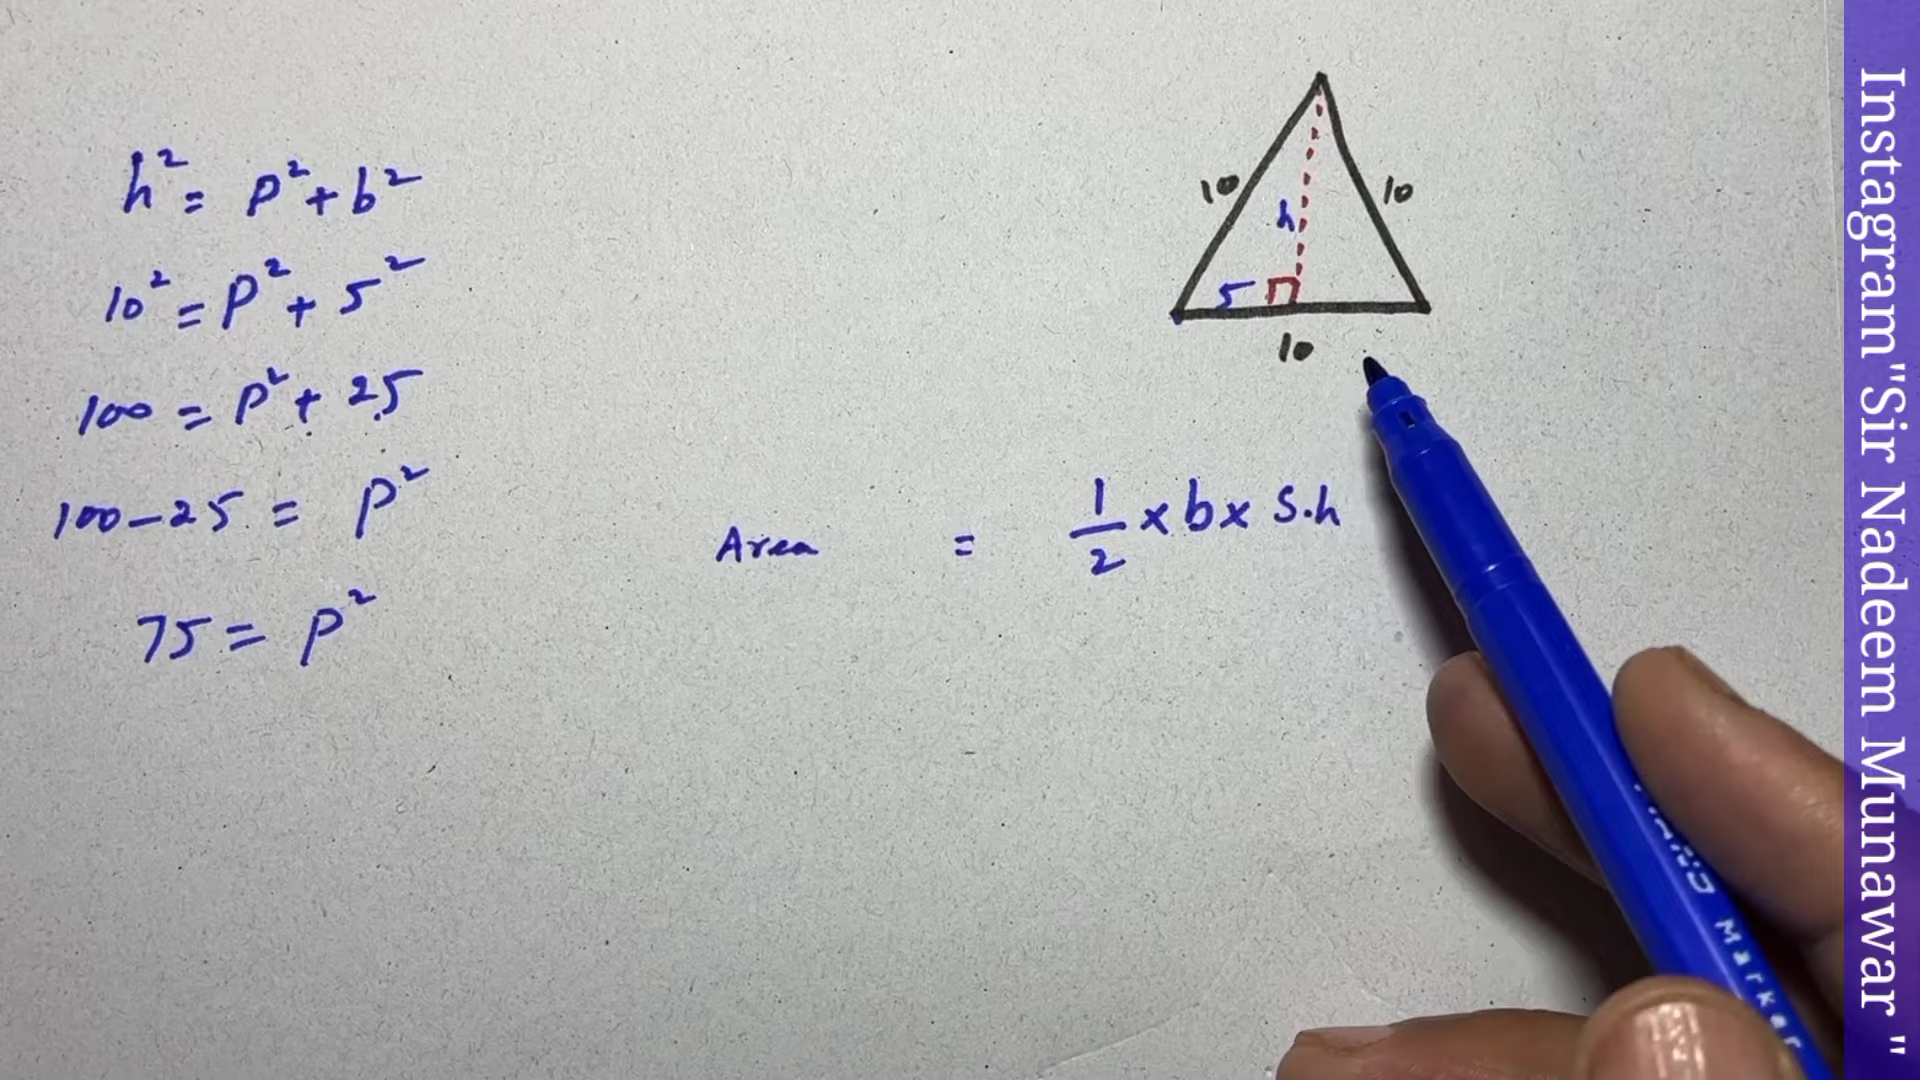 h² = p² + b²
10² = p² + 5²
100 = p² + 25
100 – 25 = p²
75 = p²
10
10
h
5
10
Area = 1/2 × b × S.h
Marker
Instagram"Sir Nadeem Munawar"